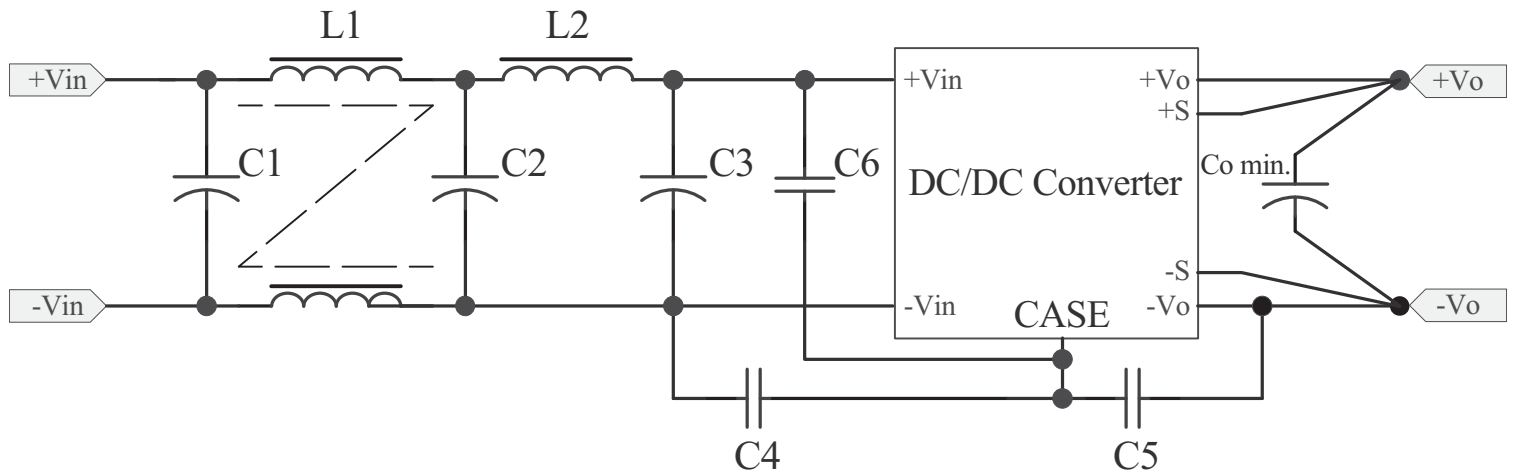 L1
L2
+Vin
+Vin
+Vo
+Vo
+S
C1
C2
C3
C6
DC/DC Converter
Co min.
-S
-Vin
-Vin
CASE
-Vo
-Vo
C4
C5